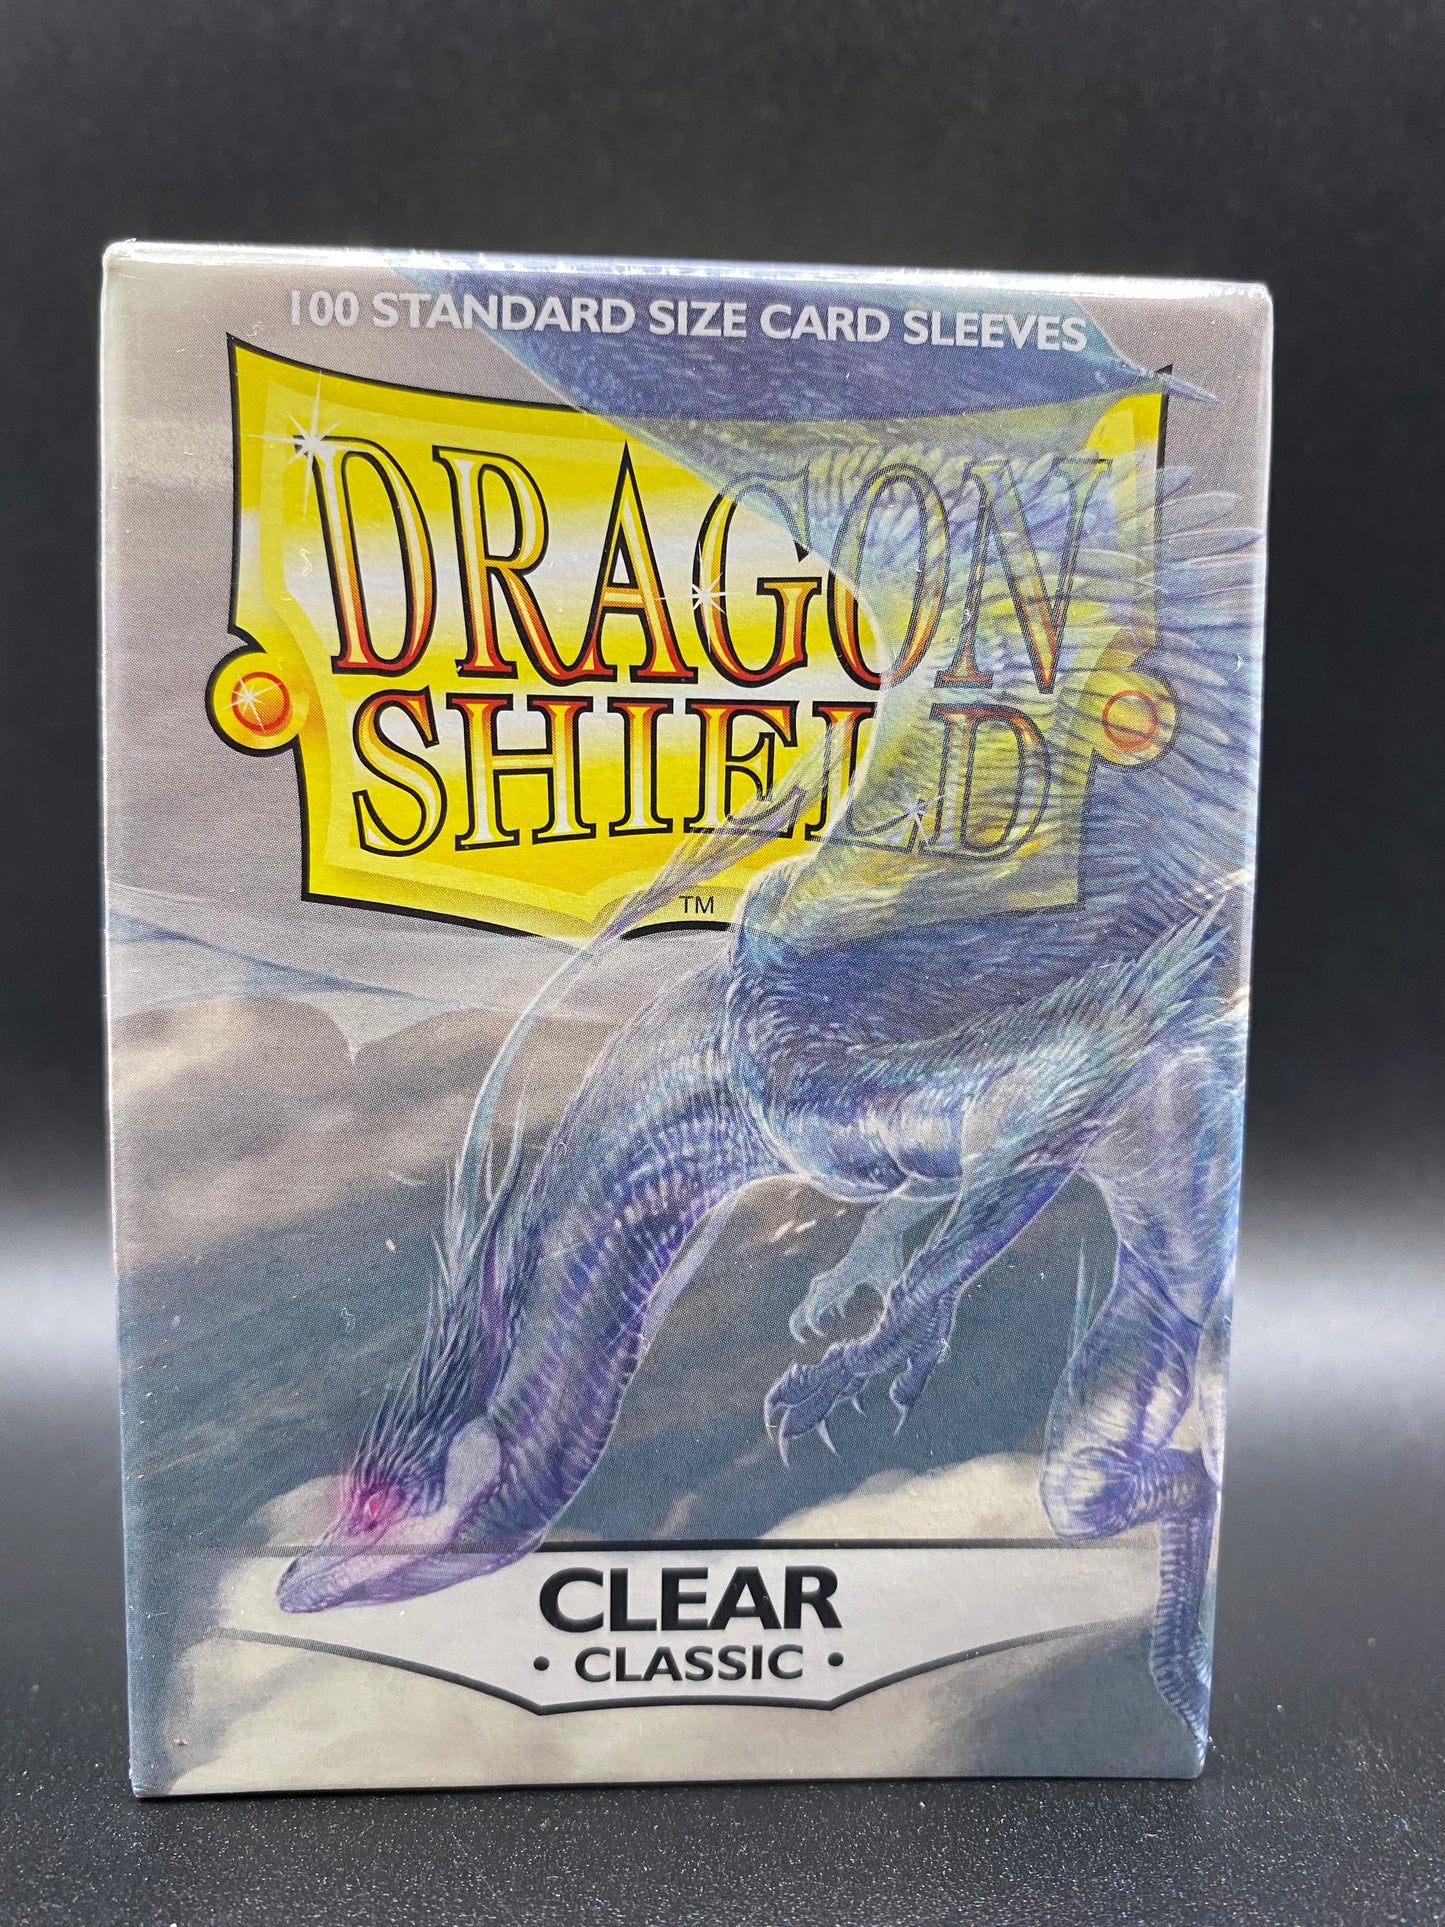 100 STANDARD SIZE CARD SLEEVES
DRAGON
SHIELD
TM
CLEAR
• CLASSIC •